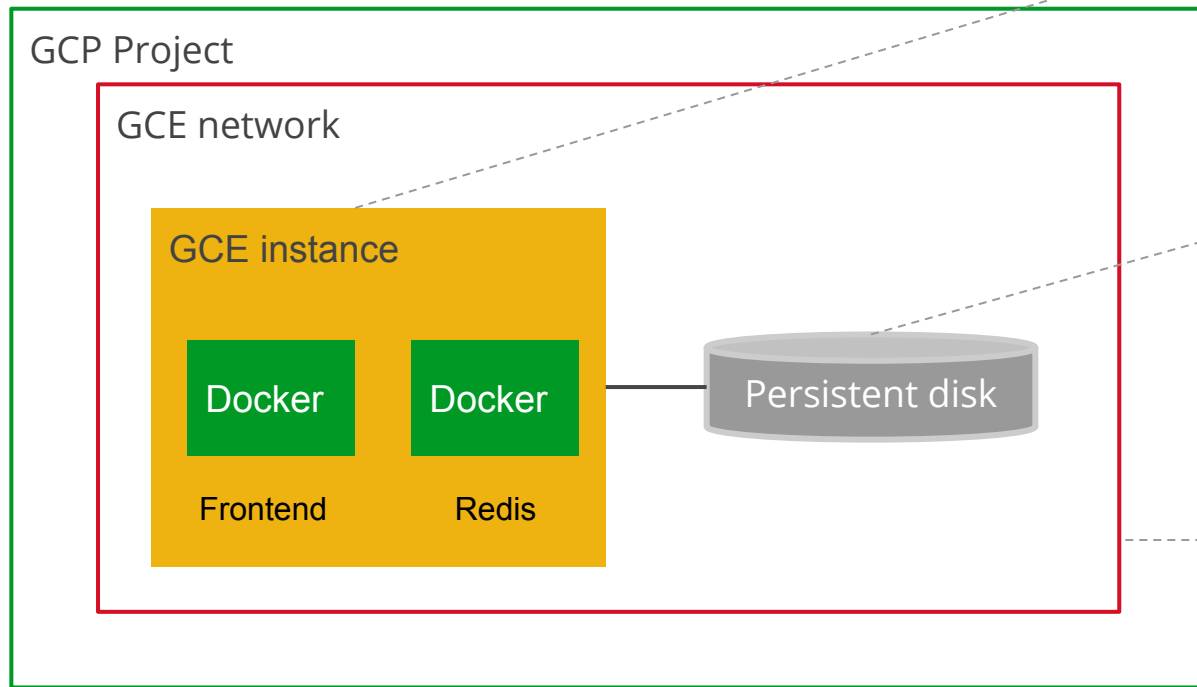 GCP Project
GCE network
GCE instance
Docker
Docker
Persistent disk
Frontend
Redis